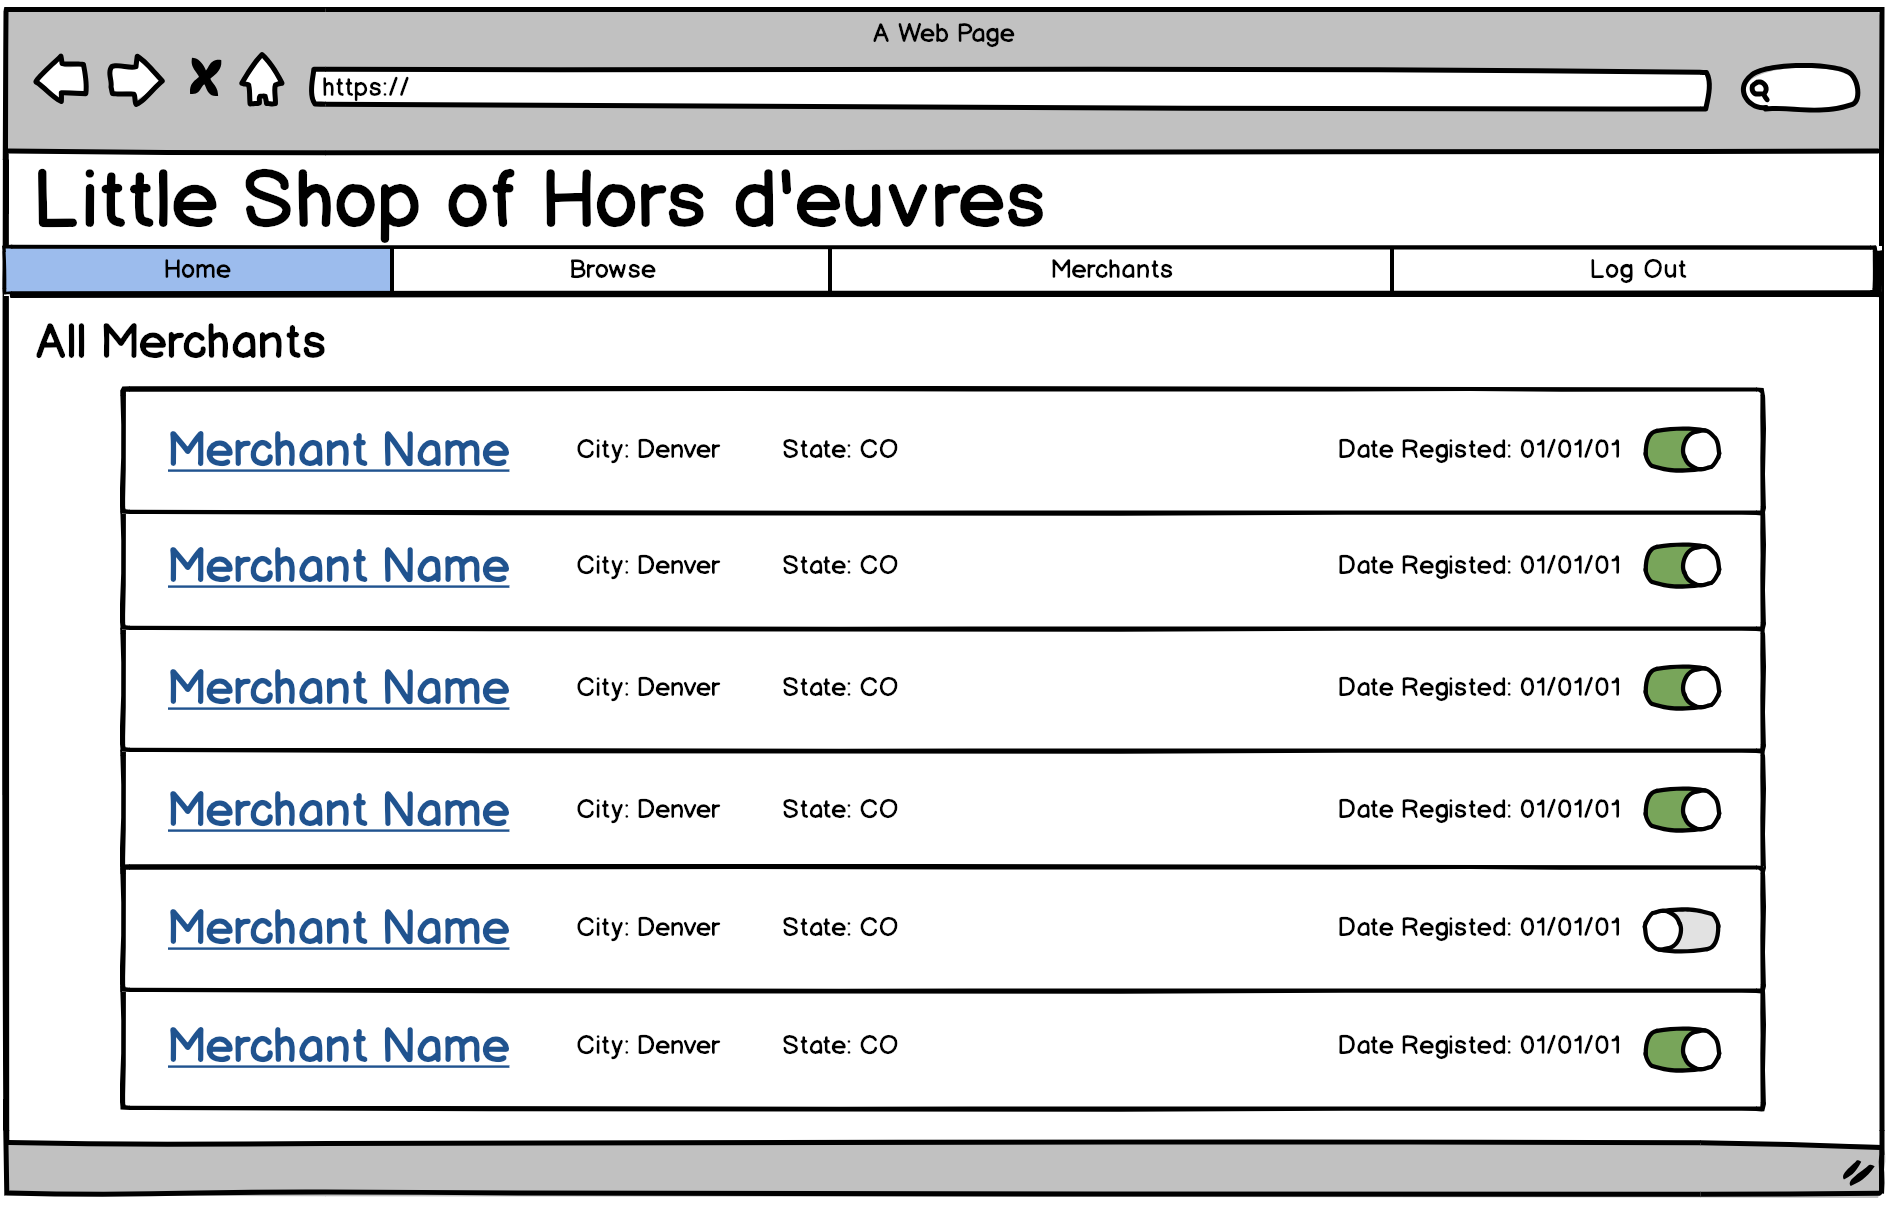 A Web Page
https://
Little Shop of Hors d'euvres
Home Browse Merchants Log Out
All Merchants
Merchant Name City: Denver State: CO Date Registed: 01/01/01
Merchant Name City: Denver State: CO Date Registed: 01/01/01
Merchant Name City: Denver State: CO Date Registed: 01/01/01
Merchant Name City: Denver State: CO Date Registed: 01/01/01
Merchant Name City: Denver State: CO Date Registed: 01/01/01
Merchant Name City: Denver State: CO Date Registed: 01/01/01